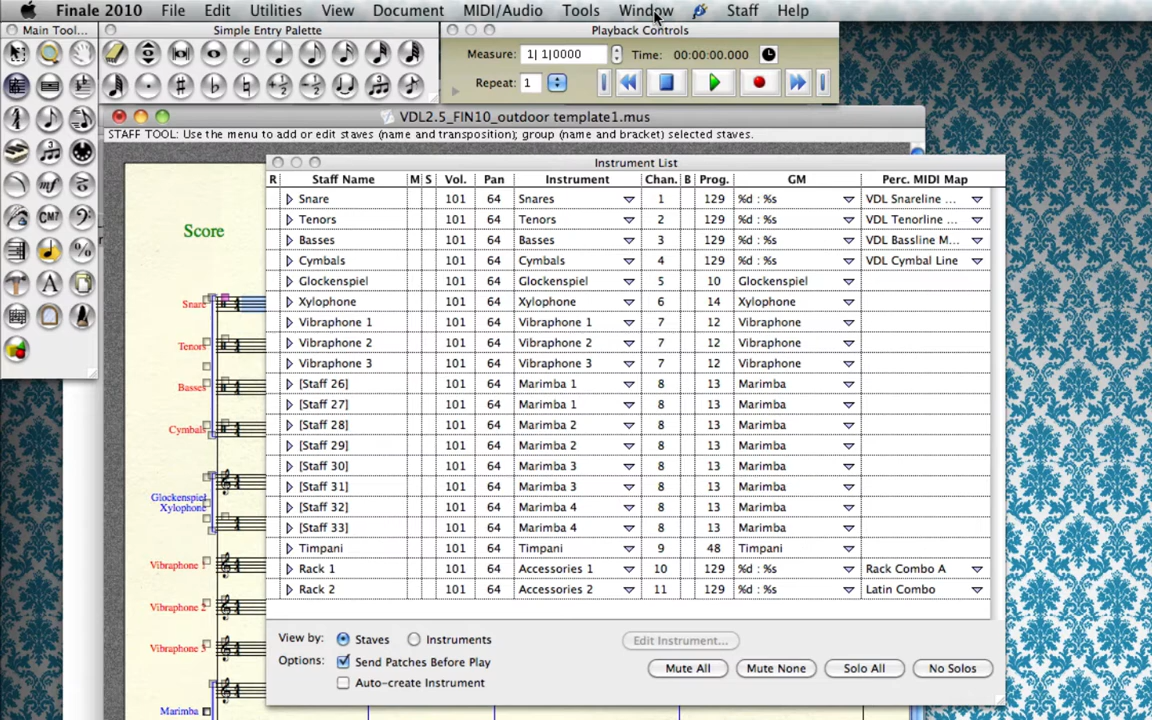 Finale 2010 File Edit Utilities View Document MIDI/Audio Tools Window Staff Help
Main Tool... Simple Entry Palette Playback Controls
Measure: 1| 1|0000 Time: 00:00:00.000
Repeat: 1
VDL2.5_FIN10_outdoor template1.mus
STAFF TOOL: Use the menu to add or edit staves (name and transposition); group (name and bracket) selected staves.
Instrument List
R Staff Name M S Vol. Pan Instrument Chan. B Prog. GM Perc. MIDI Map
Snare 101 64 Snares 1 129 %d : %s VDL Snareline ...
Tenors 101 64 Tenors 2 129 %d : %s VDL Tenorline ...
Basses 101 64 Basses 3 129 %d : %s VDL Bassline M...
Cymbals 101 64 Cymbals 4 129 %d : %s VDL Cymbal Line
Glockenspiel 101 64 Glockenspiel 5 10 Glockenspiel
Xylophone 101 64 Xylophone 6 14 Xylophone
Vibraphone 1 101 64 Vibraphone 1 7 12 Vibraphone
Vibraphone 2 101 64 Vibraphone 2 7 12 Vibraphone
Vibraphone 3 101 64 Vibraphone 3 7 12 Vibraphone
[Staff 26] 101 64 Marimba 1 8 13 Marimba
[Staff 27] 101 64 Marimba 1 8 13 Marimba
[Staff 28] 101 64 Marimba 2 8 13 Marimba
[Staff 29] 101 64 Marimba 2 8 13 Marimba
[Staff 30] 101 64 Marimba 3 8 13 Marimba
[Staff 31] 101 64 Marimba 3 8 13 Marimba
[Staff 32] 101 64 Marimba 4 8 13 Marimba
[Staff 33] 101 64 Marimba 4 8 13 Marimba
Timpani 101 64 Timpani 9 48 Timpani
Rack 1 101 64 Accessories 1 10 129 %d : %s Rack Combo A
Rack 2 101 64 Accessories 2 11 129 %d : %s Latin Combo
View by: Staves Instruments Edit Instrument...
Options: Send Patches Before Play
Auto-create Instrument
Mute All Mute None Solo All No Solos
Score
Snare
Tenors
Basses
Cymbals
Glockenspiel
Xylophone
Vibraphone 1
Vibraphone 2
Vibraphone 3
Marimba
CM7
mf
A
%